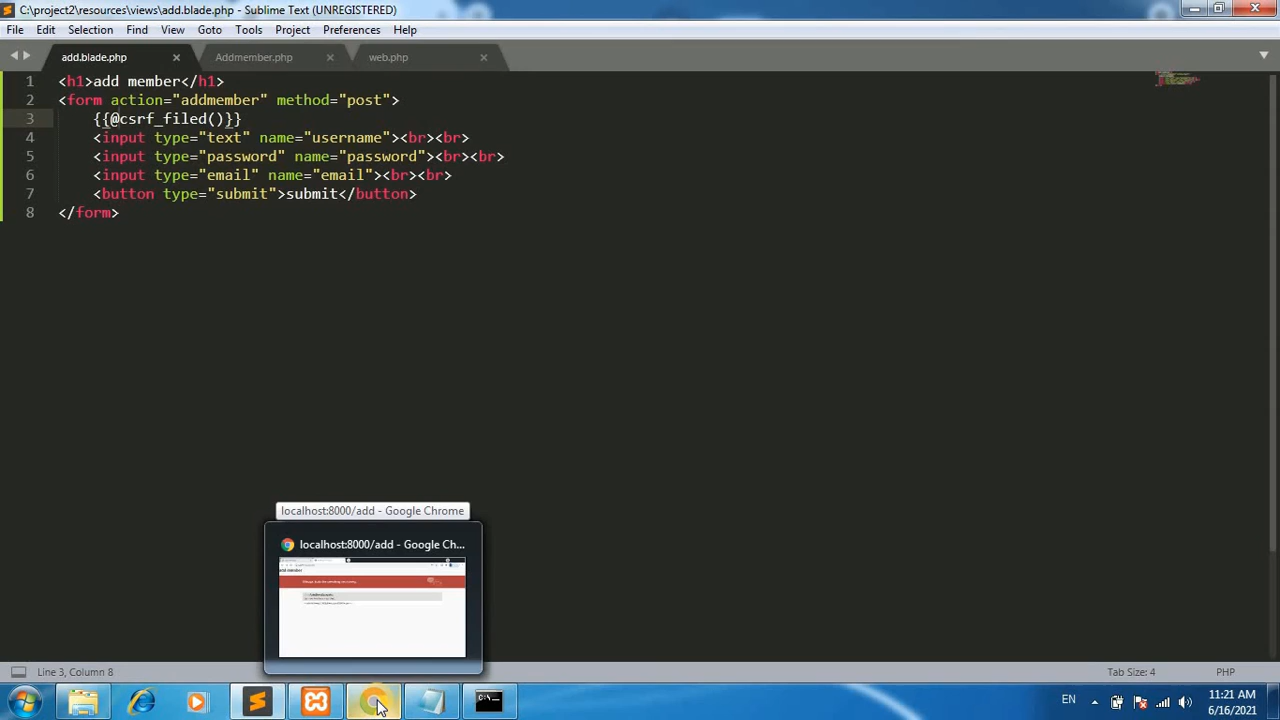 C:\project2\resources\views\add.blade.php - Sublime Text (UNREGISTERED)
File Edit Selection Find View Goto Tools Project Preferences Help
add.blade.php Addmember.php web.php
1 <h1>add member</h1>
2 <form action="addmember" method="post">
3 {{@csrf_filed()}}
4 <input type="text" name="username"><br><br>
5 <input type="password" name="password"><br><br>
6 <input type="email" name="email"><br><br>
7 <button type="submit">submit</button>
8 </form>
localhost:8000/add - Google Chrome
localhost:8000/add - Google Ch...
add member
Line 3, Column 8 Tab Size: 4 PHP
EN 11:21 AM
6/16/2021